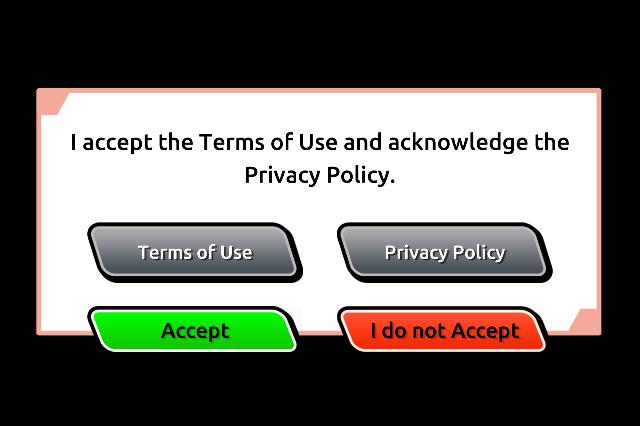 I accept the Terms of Use and acknowledge the
Privacy Policy.
Terms of Use
Privacy Policy
Accept
I do not Accept